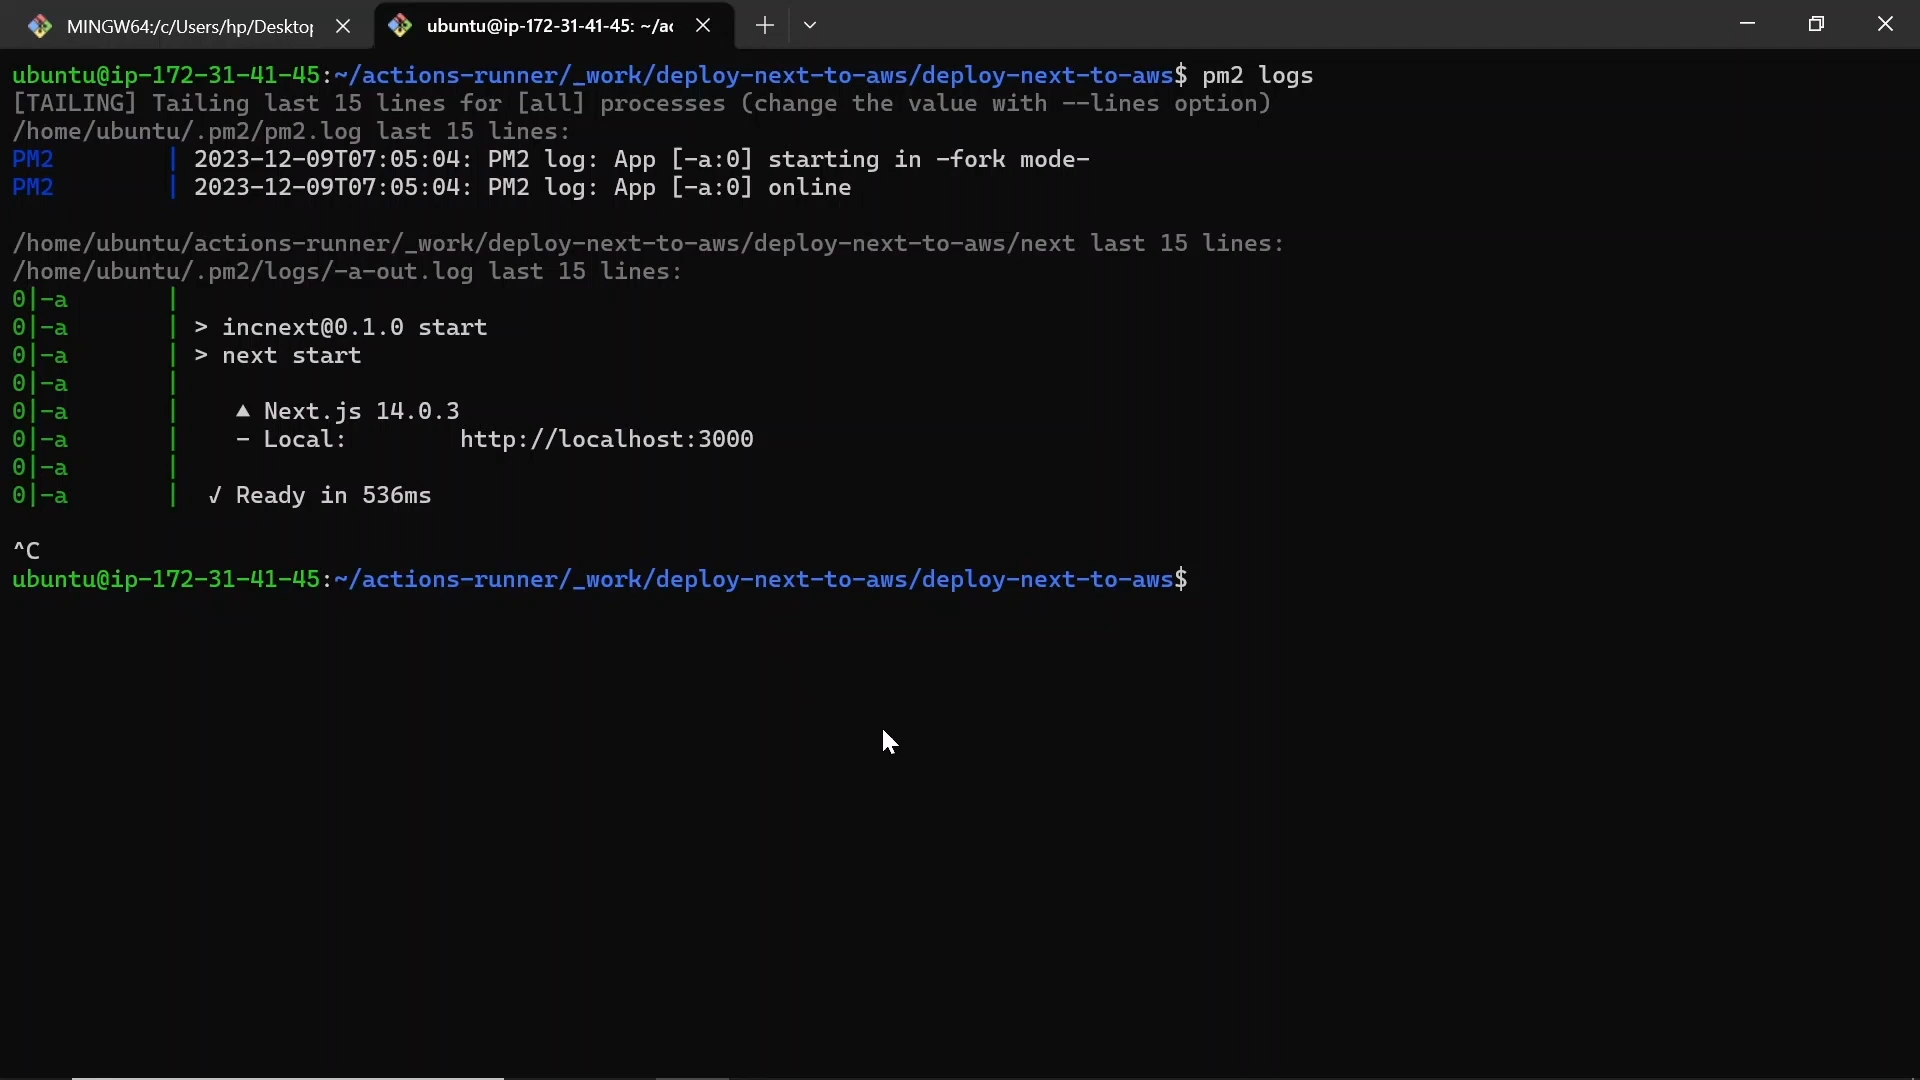 MINGW64:/c/Users/hp/Desktop
ubuntu@ip-172-31-41-45: ~/ac
ubuntu@ip-172-31-41-45:~/actions-runner/_work/deploy-next-to-aws/deploy-next-to-aws$ pm2 logs
[TAILING] Tailing last 15 lines for [all] processes (change the value with --lines option)
/home/ubuntu/.pm2/pm2.log last 15 lines:
PM2 | 2023-12-09T07:05:04: PM2 log: App [-a:0] starting in -fork mode-
PM2 | 2023-12-09T07:05:04: PM2 log: App [-a:0] online
/home/ubuntu/actions-runner/_work/deploy-next-to-aws/deploy-next-to-aws/next last 15 lines:
/home/ubuntu/.pm2/logs/-a-out.log last 15 lines:
0|-a |
0|-a | > incnext@0.1.0 start
0|-a | > next start
0|-a |
0|-a | ▲ Next.js 14.0.3
0|-a | - Local: http://localhost:3000
0|-a |
0|-a | ✓ Ready in 536ms
^C
ubuntu@ip-172-31-41-45:~/actions-runner/_work/deploy-next-to-aws/deploy-next-to-aws$